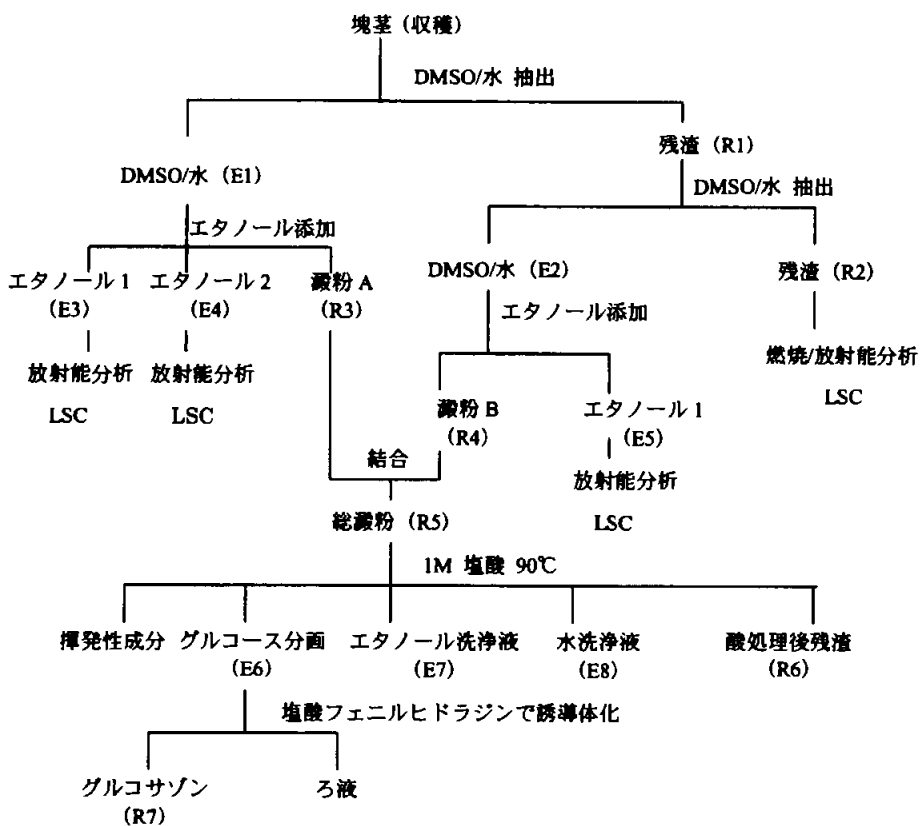 塊茎 (収穫)
DMSO/水 抽出
残渣 (R1)
DMSO/水 (E1)
DMSO/水 抽出
エタノール添加
エタノール 1
(E3)
エタノール 2
(E4)
澱粉 A
(R3)
DMSO/水 (E2)
残渣 (R2)
エタノール添加
放射能分析
LSC
放射能分析
LSC
燃焼/放射能分析
LSC
澱粉 B
(R4)
エタノール 1
(E5)
結合
放射能分析
LSC
総澱粉 (R5)
1M 塩酸 90℃
揮発性成分
グルコース分画
(E6)
エタノール洗浄液
(E7)
水洗浄液
(E8)
酸処理後残渣
(R6)
塩酸フェニルヒドラジンで誘導体化
グルコサゾン
(R7)
ろ液